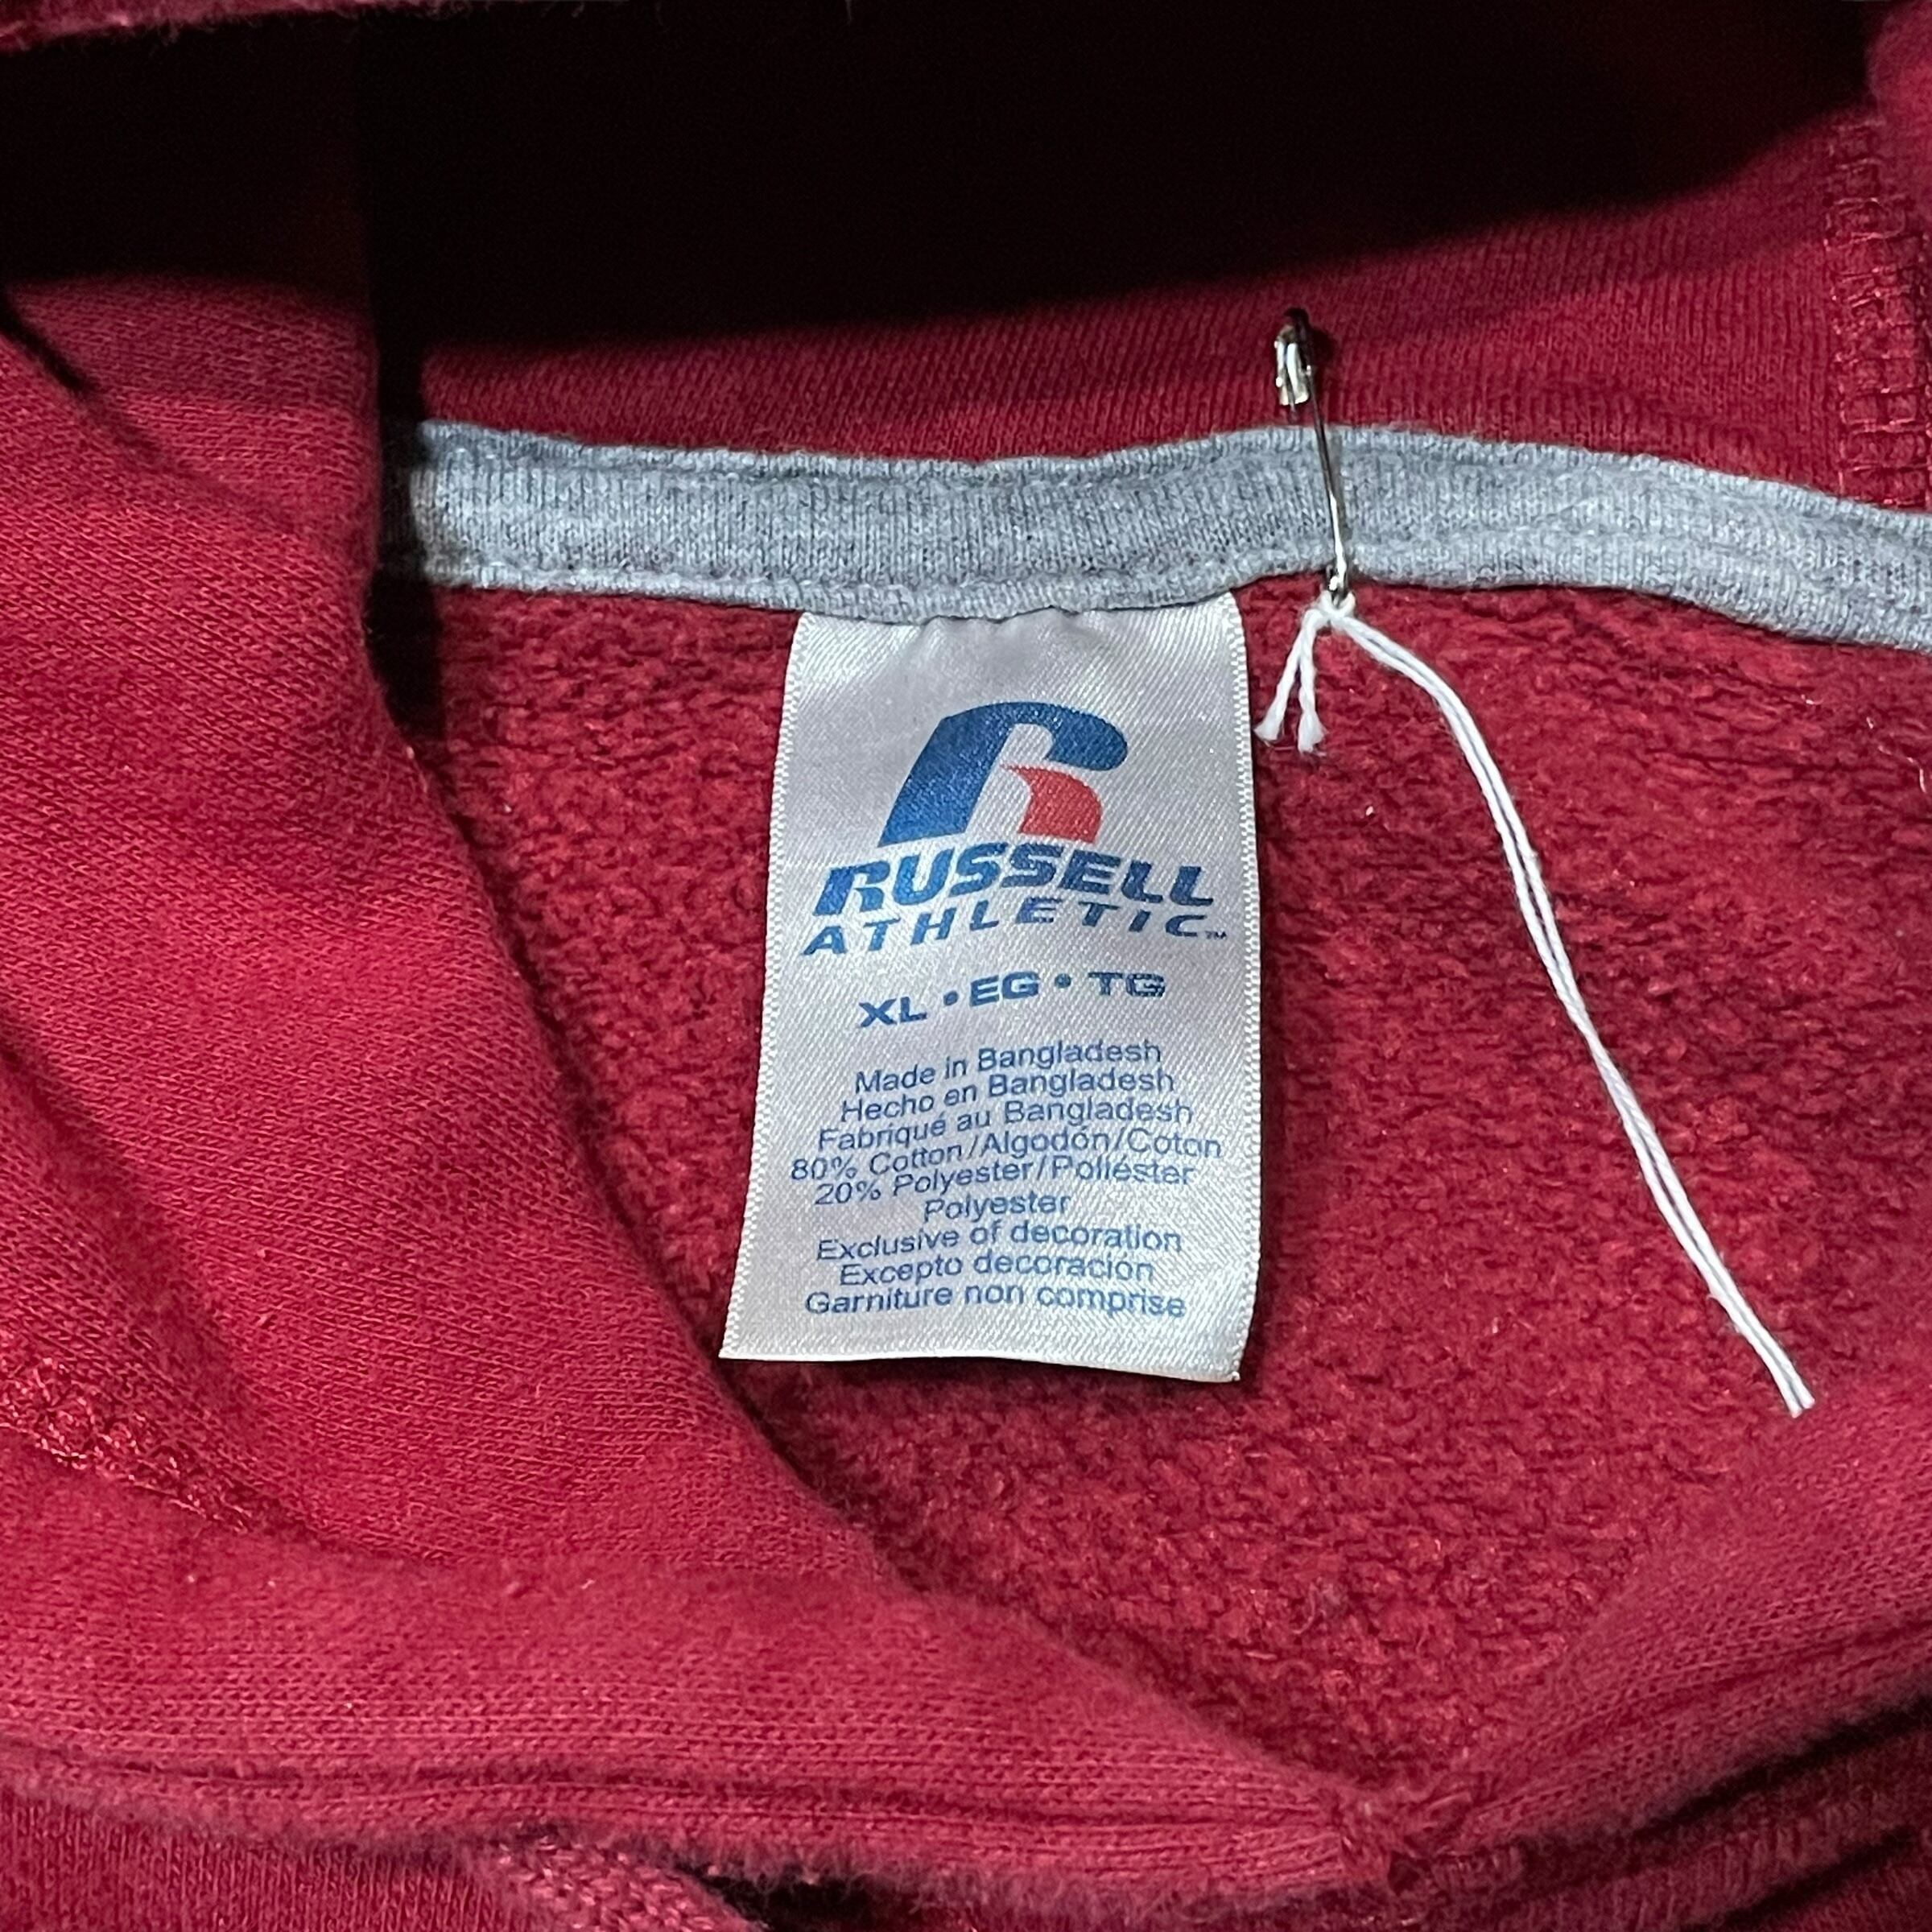 RUSSELL
ATHLETIC™
XL • EG • TG
Made in Bangladesh
Hecho en Bangladesh
Fabriqué au Bangladesh
80% Cotton/Algodón/Coton
20% Polyester/Poliéster
Polyester
Exclusive of decoration
Excepto decoración
Garniture non comprise